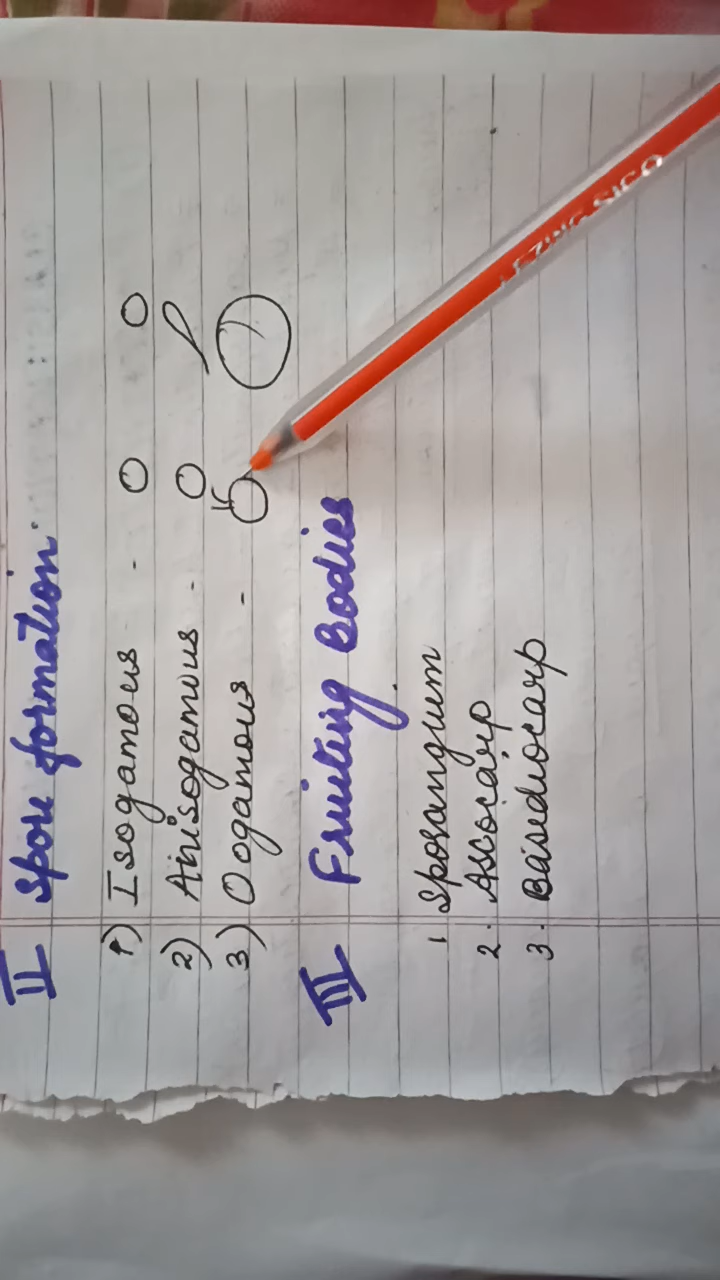 II Spore formation.
1) Isogamous -
2) Anisogamous -
3) Oogamous -
III Fruiting Bodies
1 Sporangium
2. Ascocarp
3. Basidiocarp